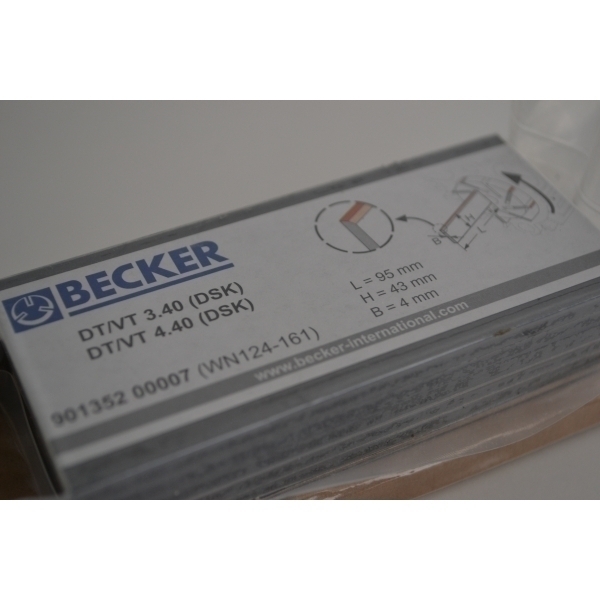 BECKER
DT/VT 3.40 (DSK)
DT/VT 4.40 (DSK)
901352 00007 (WN124-161)
L = 95 mm
H = 43 mm
B = 4 mm
B
H
L
www.becker-international.com